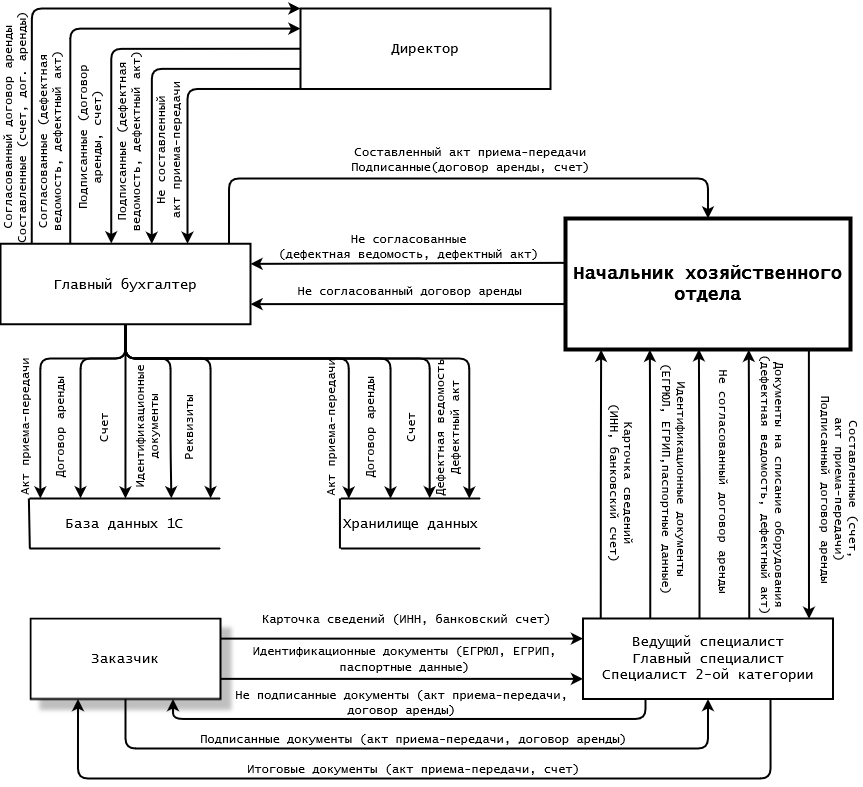 Директор
Согласованный договор аренды
Составленные (счет, дог. аренды)
Согласованные (дефектная
ведомость, дефектный акт)
Подписанные (договор
аренды, счет)
Подписанные (дефектная
ведомость, дефектный акт)
Не составленный
акт приема-передачи
Составленный акт приема-передачи
Подписанные(договор аренды, счет)
Главный бухгалтер
Не согласованные
(дефектная ведомость, дефектный акт)
Не согласованный договор аренды
Начальник хозяйственного
отдела
Акт приема-передачи
Договор аренды
Счет
Идентификационные
документы
Реквизиты
Акт приема-передачи
Договор аренды
Счет
Дефектная ведомость
Дефектный акт
База данных 1С
Хранилище данных
Карточка сведений
(ИНН, банковский счет)
Идентификационные документы
(ЕГРЮЛ, ЕГРИП,паспортные данные)
Не согласованный договор аренды
Документы на списание оборудования
(дефектная ведомость, дефектный акт)
Составленные (счет,
акт приема-передачи)
Подписанный договор аренды
Заказчик
Карточка сведений (ИНН, банковский счет)
Идентификационные документы (ЕГРЮЛ, ЕГРИП,
паспортные данные)
Не подписанные документы (акт приема-передачи,
договор аренды)
Подписанные документы (акт приема-передачи, договор аренды)
Итоговые документы (акт приема-передачи, счет)
Ведущий специалист
Главный специалист
Специалист 2-ой категории